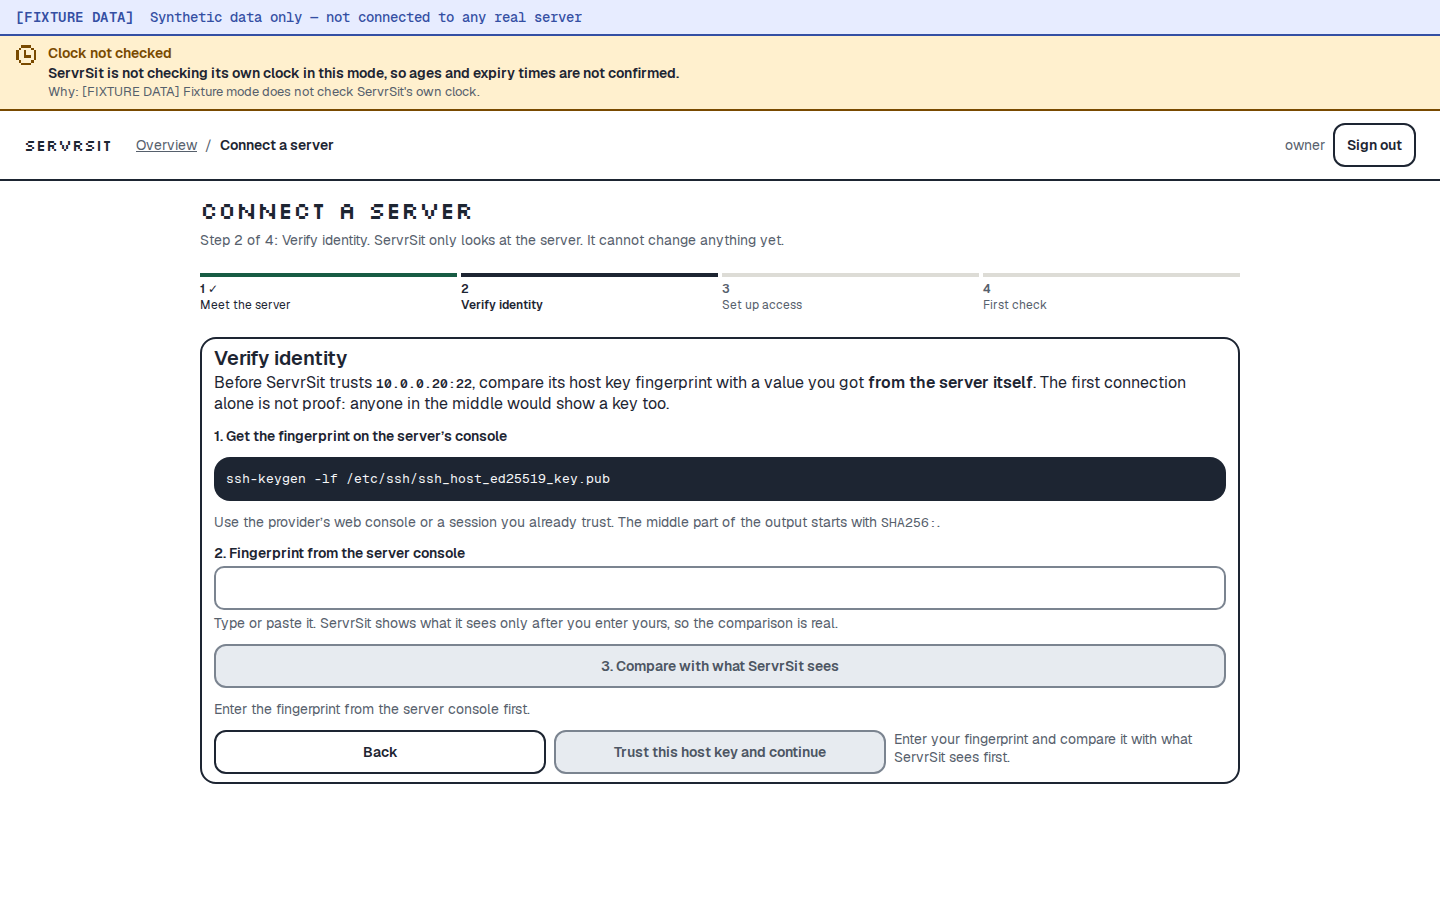 [FIXTURE DATA] Synthetic data only — not connected to any real server
Clock not checked
ServrSit is not checking its own clock in this mode, so ages and expiry times are not confirmed.
Why: [FIXTURE DATA] Fixture mode does not check ServrSit's own clock.
SERVRSIT
Overview / Connect a server
owner
Sign out
CONNECT A SERVER
Step 2 of 4: Verify identity. ServrSit only looks at the server. It cannot change anything yet.
1 ✓
Meet the server
2
Verify identity
3
Set up access
4
First check
Verify identity
Before ServrSit trusts 10.0.0.20:22, compare its host key fingerprint with a value you got from the server itself. The first connection
alone is not proof: anyone in the middle would show a key too.
1. Get the fingerprint on the server's console
ssh-keygen -lf /etc/ssh/ssh_host_ed25519_key.pub
Use the provider's web console or a session you already trust. The middle part of the output starts with SHA256:.
2. Fingerprint from the server console
Type or paste it. ServrSit shows what it sees only after you enter yours, so the comparison is real.
3. Compare with what ServrSit sees
Enter the fingerprint from the server console first.
Back
Trust this host key and continue
Enter your fingerprint and compare it with what
ServrSit sees first.